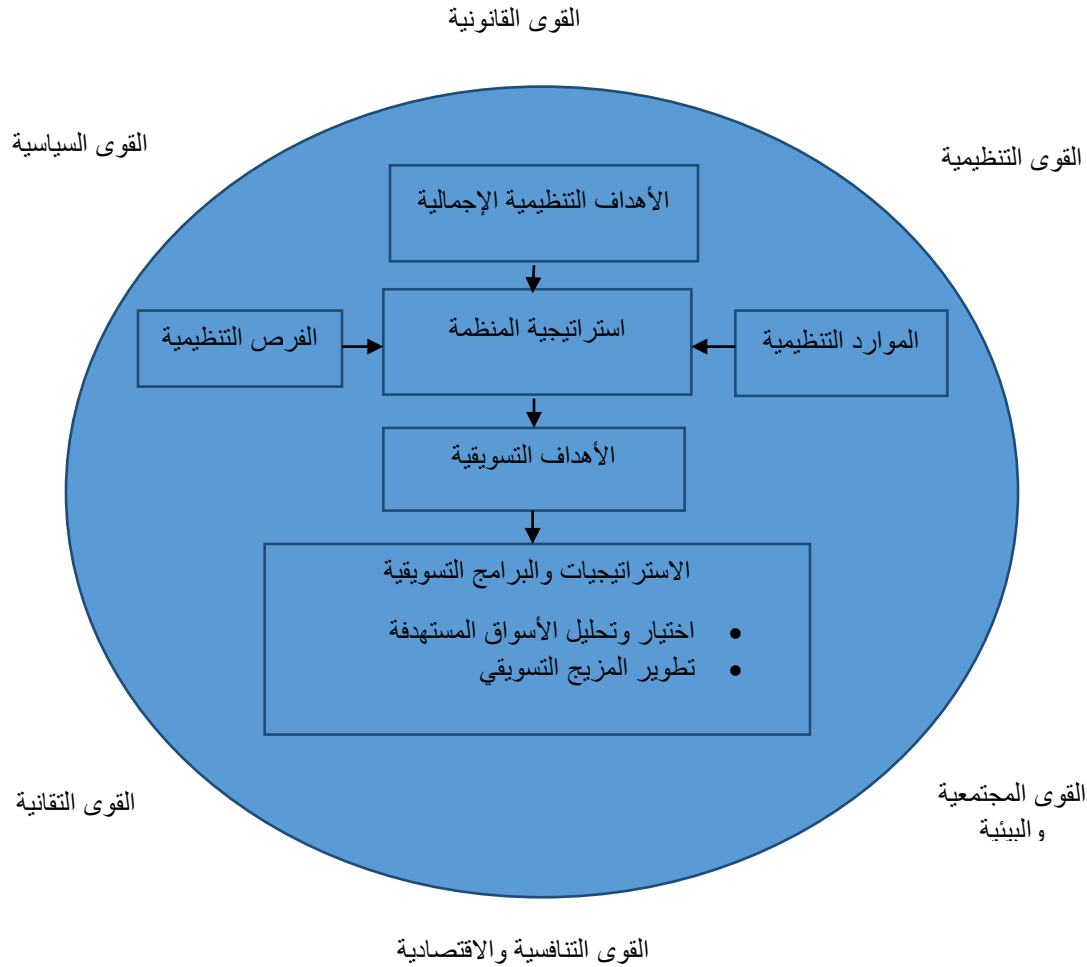 القوى القانونية
القوى التنظيمية
القوى السياسية
الأهداف التنظيمية الإجمالية
الموارد التنظيمية
استراتيجية المنظمة
الفرص التنظيمية
الأهداف التسويقية
الاستراتيجيات والبرامج التسويقية
• اختيار وتحليل الأسواق المستهدفة
• تطوير المزيج التسويقي
القوى المجتمعية
والبيئية
القوى التقانية
القوى التنافسية والاقتصادية